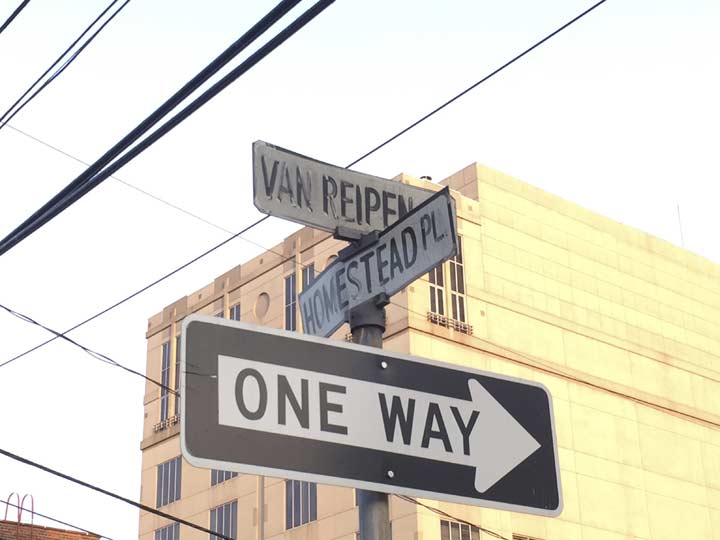 VAN REIPEN
HOMESTEAD PL.
ONE WAY